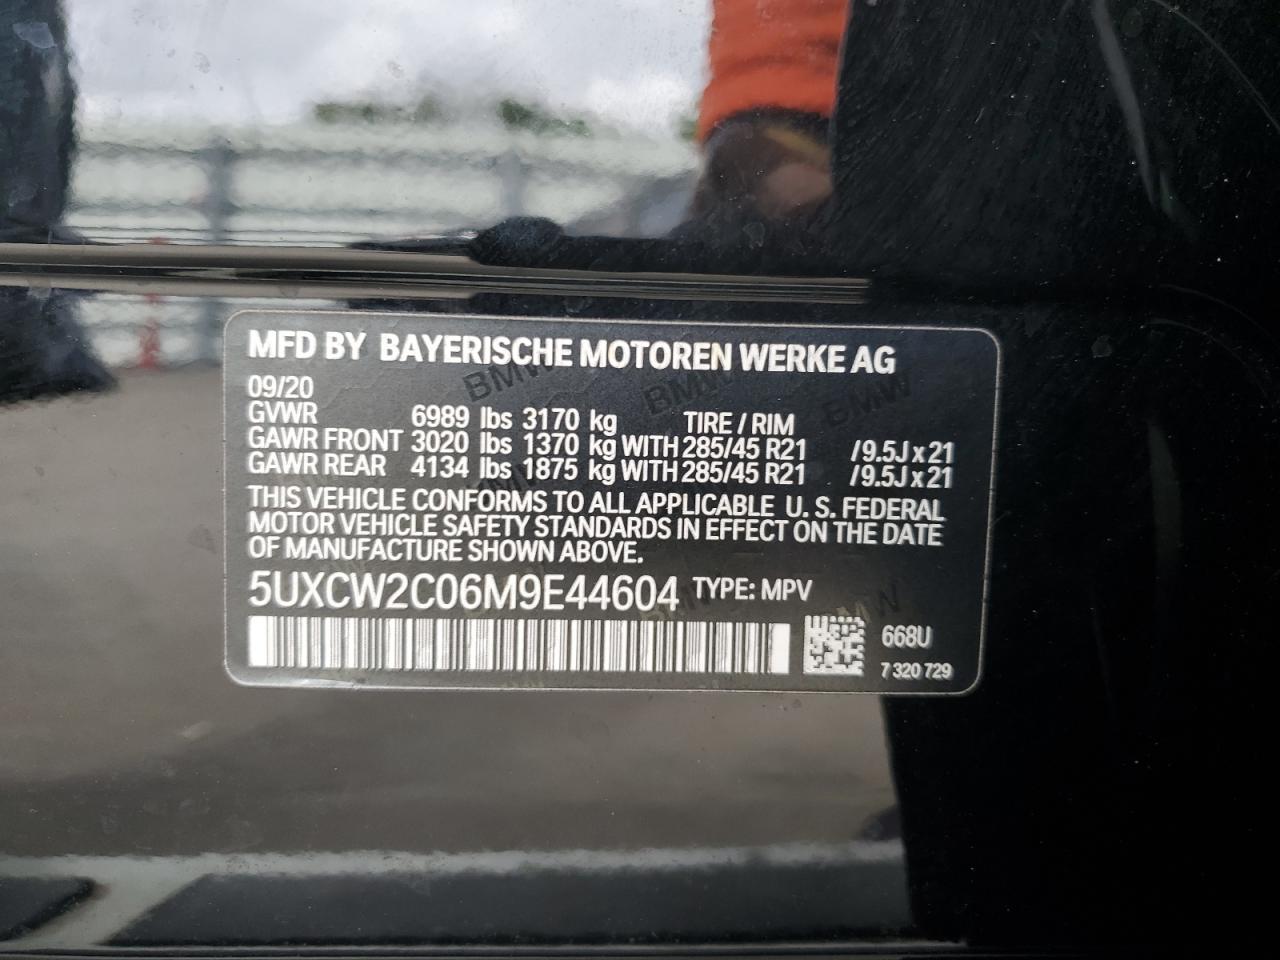 MFD BY BAYERISCHE MOTOREN WERKE AG
09/20
GVWR 6989 lbs 3170 kg TIRE / RIM
GAWR FRONT 3020 lbs 1370 kg WITH 285/45 R21 /9.5J x 21
GAWR REAR 4134 lbs 1875 kg WITH 285/45 R21 /9.5J x 21
THIS VEHICLE CONFORMS TO ALL APPLICABLE U. S. FEDERAL
MOTOR VEHICLE SAFETY STANDARDS IN EFFECT ON THE DATE
OF MANUFACTURE SHOWN ABOVE.
5UXCW2C06M9E44604 TYPE: MPV
668U
7 320 729